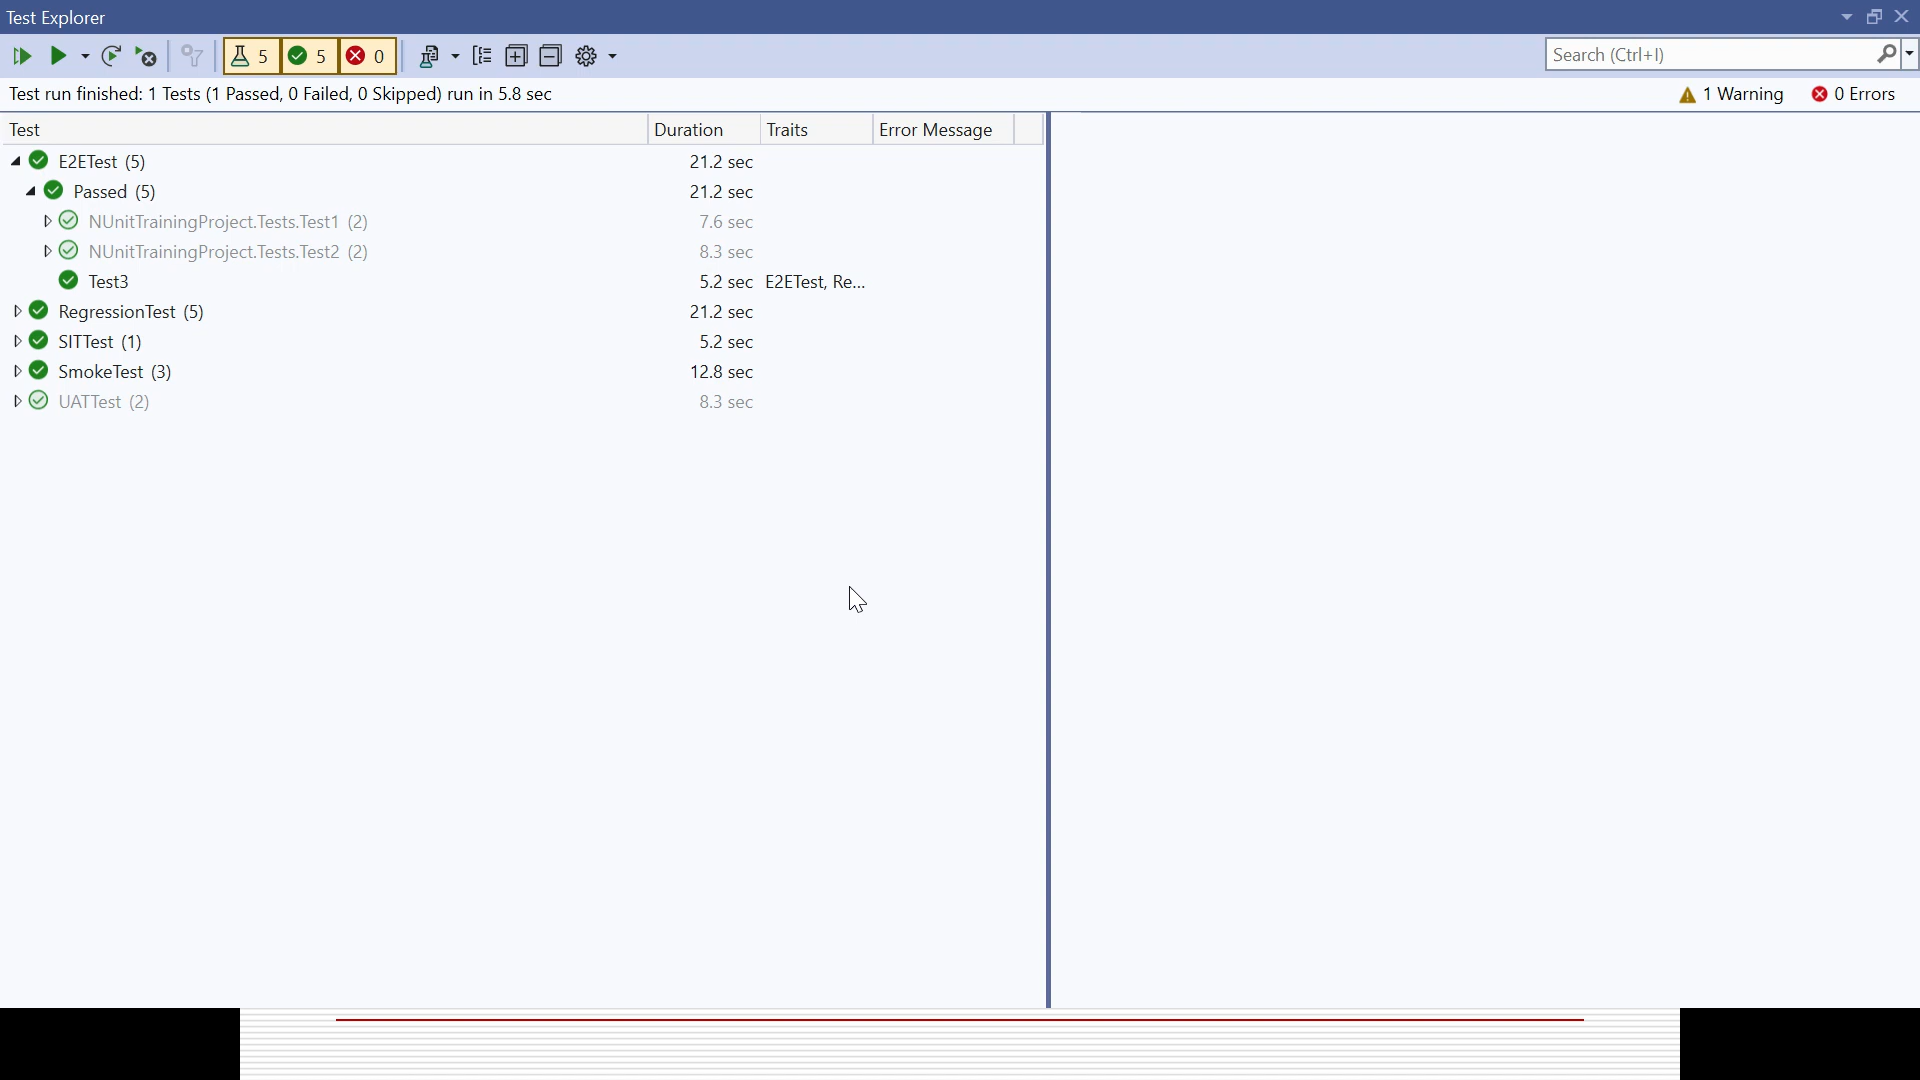 Test Explorer
5 5 0
Search (Ctrl+I)
Test run finished: 1 Tests (1 Passed, 0 Failed, 0 Skipped) run in 5.8 sec 1 Warning 0 Errors
Test Duration Traits Error Message
E2ETest (5) 21.2 sec
Passed (5) 21.2 sec
NUnitTrainingProject.Tests.Test1 (2) 7.6 sec
NUnitTrainingProject.Tests.Test2 (2) 8.3 sec
Test3 5.2 sec E2ETest, Re...
RegressionTest (5) 21.2 sec
SITTest (1) 5.2 sec
SmokeTest (3) 12.8 sec
UATTest (2) 8.3 sec